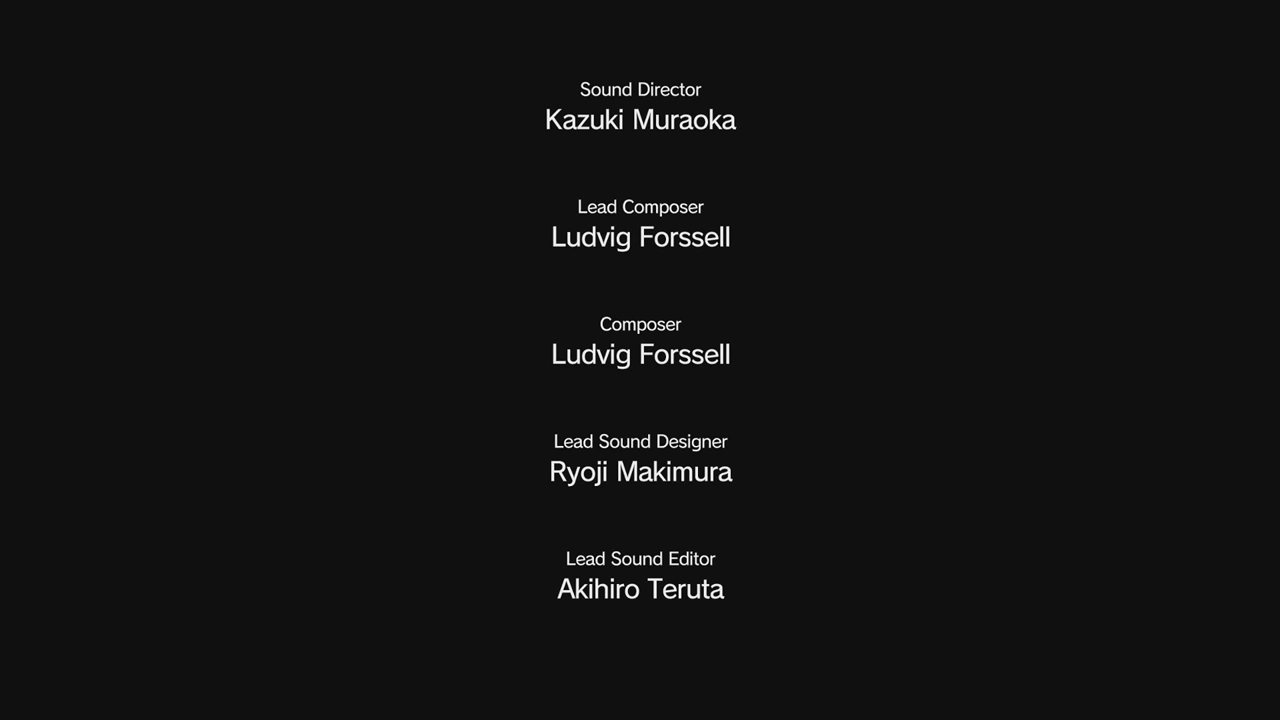 Sound Director
Kazuki Muraoka
Lead Composer
Ludvig Forssell
Composer
Ludvig Forssell
Lead Sound Designer
Ryoji Makimura
Lead Sound Editor
Akihiro Teruta